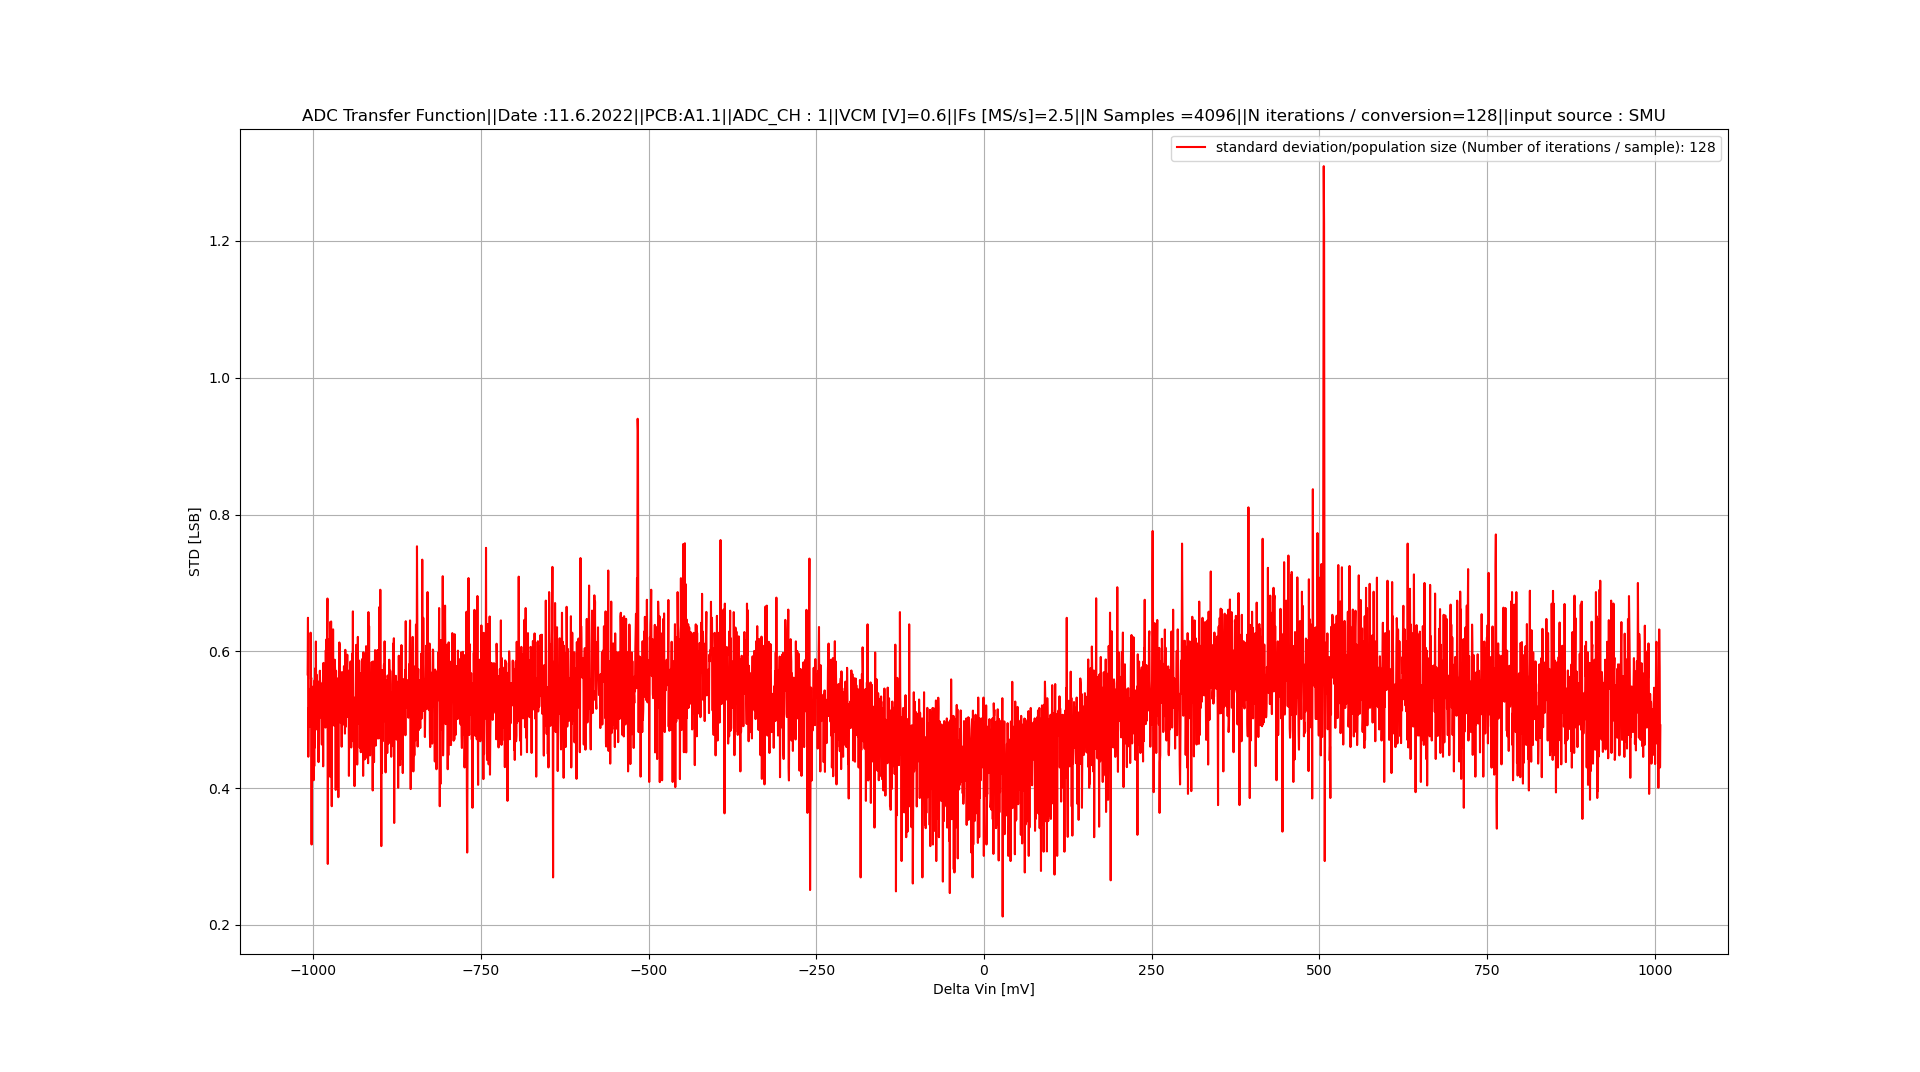 ADC Transfer Function||Date :11.6.2022||PCB:A1.1||ADC_CH : 1||VCM [V]=0.6||Fs [MS/s]=2.5||N Samples =4096||N iterations / conversion=128||input source : SMU
standard deviation/population size (Number of iterations / sample): 128
STD [LSB]
1.2
1.0
0.8
0.6
0.4
0.2
−1000 −750 −500 −250 0 250 500 750 1000
Delta Vin [mV]